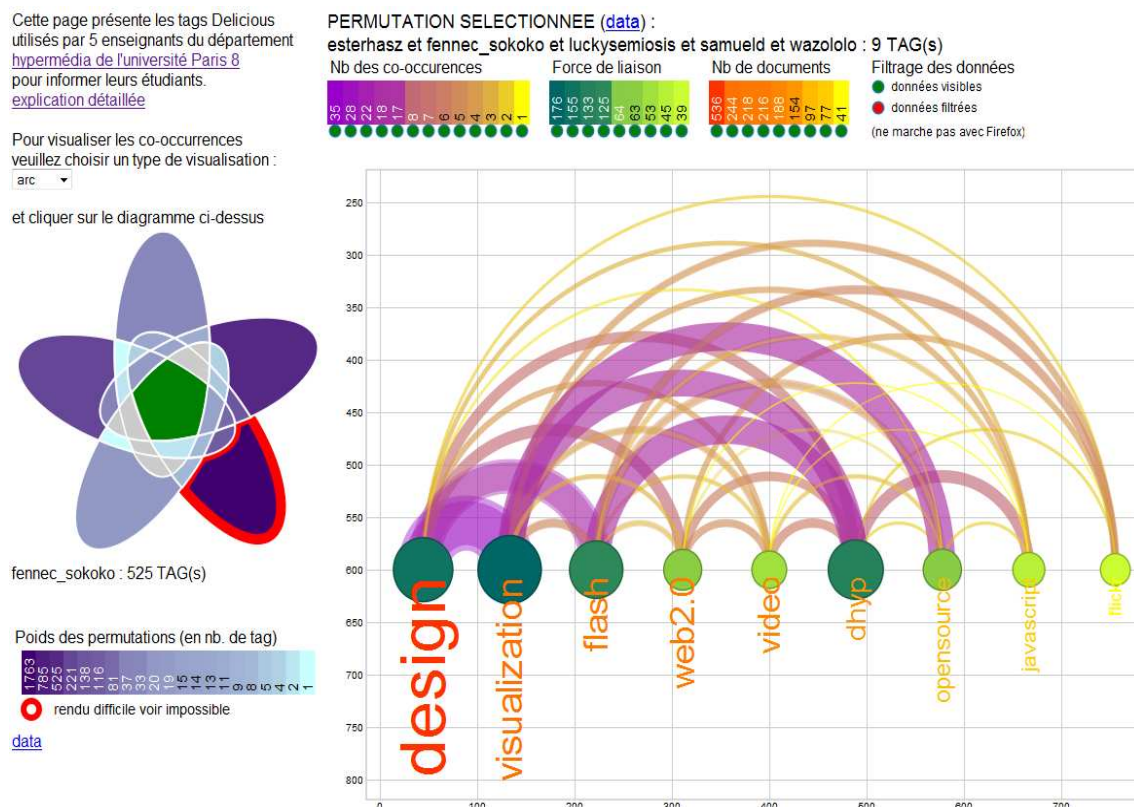 Cette page présente les tags Delicious
utilisés par 5 enseignants du département
hypermédia de l'université Paris 8
pour informer leurs étudiants.
explication détaillée
Pour visualiser les co-occurrences
veuillez choisir un type de visualisation :
arc
et cliquer sur le diagramme ci-dessus
fennec_sokoko : 525 TAG(s)
Poids des permutations (en nb. de tag)
1763 785 525 221 138 116 81 37 33 20 19 15 14 13 11 9 8 5 4 2 1
rendu difficile voir impossible
data
PERMUTATION SELECTIONNEE (data) :
esterhasz et fennec_sokoko et luckysemiosis et samueld et wazololo : 9 TAG(s)
Nb des co-occurences
35 26 22 18 17 8 7 6 5 4 3 2 1
Force de liaison
176 155 133 125 64 63 53 45 39
Nb de documents
536 244 218 216 188 154 97 77 41
Filtrage des données
données visibles
données filtrées
(ne marche pas avec Firefox)
250
300
350
400
450
500
550
600
650
700
750
800
0 100 200 300 400 500 600 700
design
visualization
flash
web2.0
video
dhyp
opensource
javascript
flickr